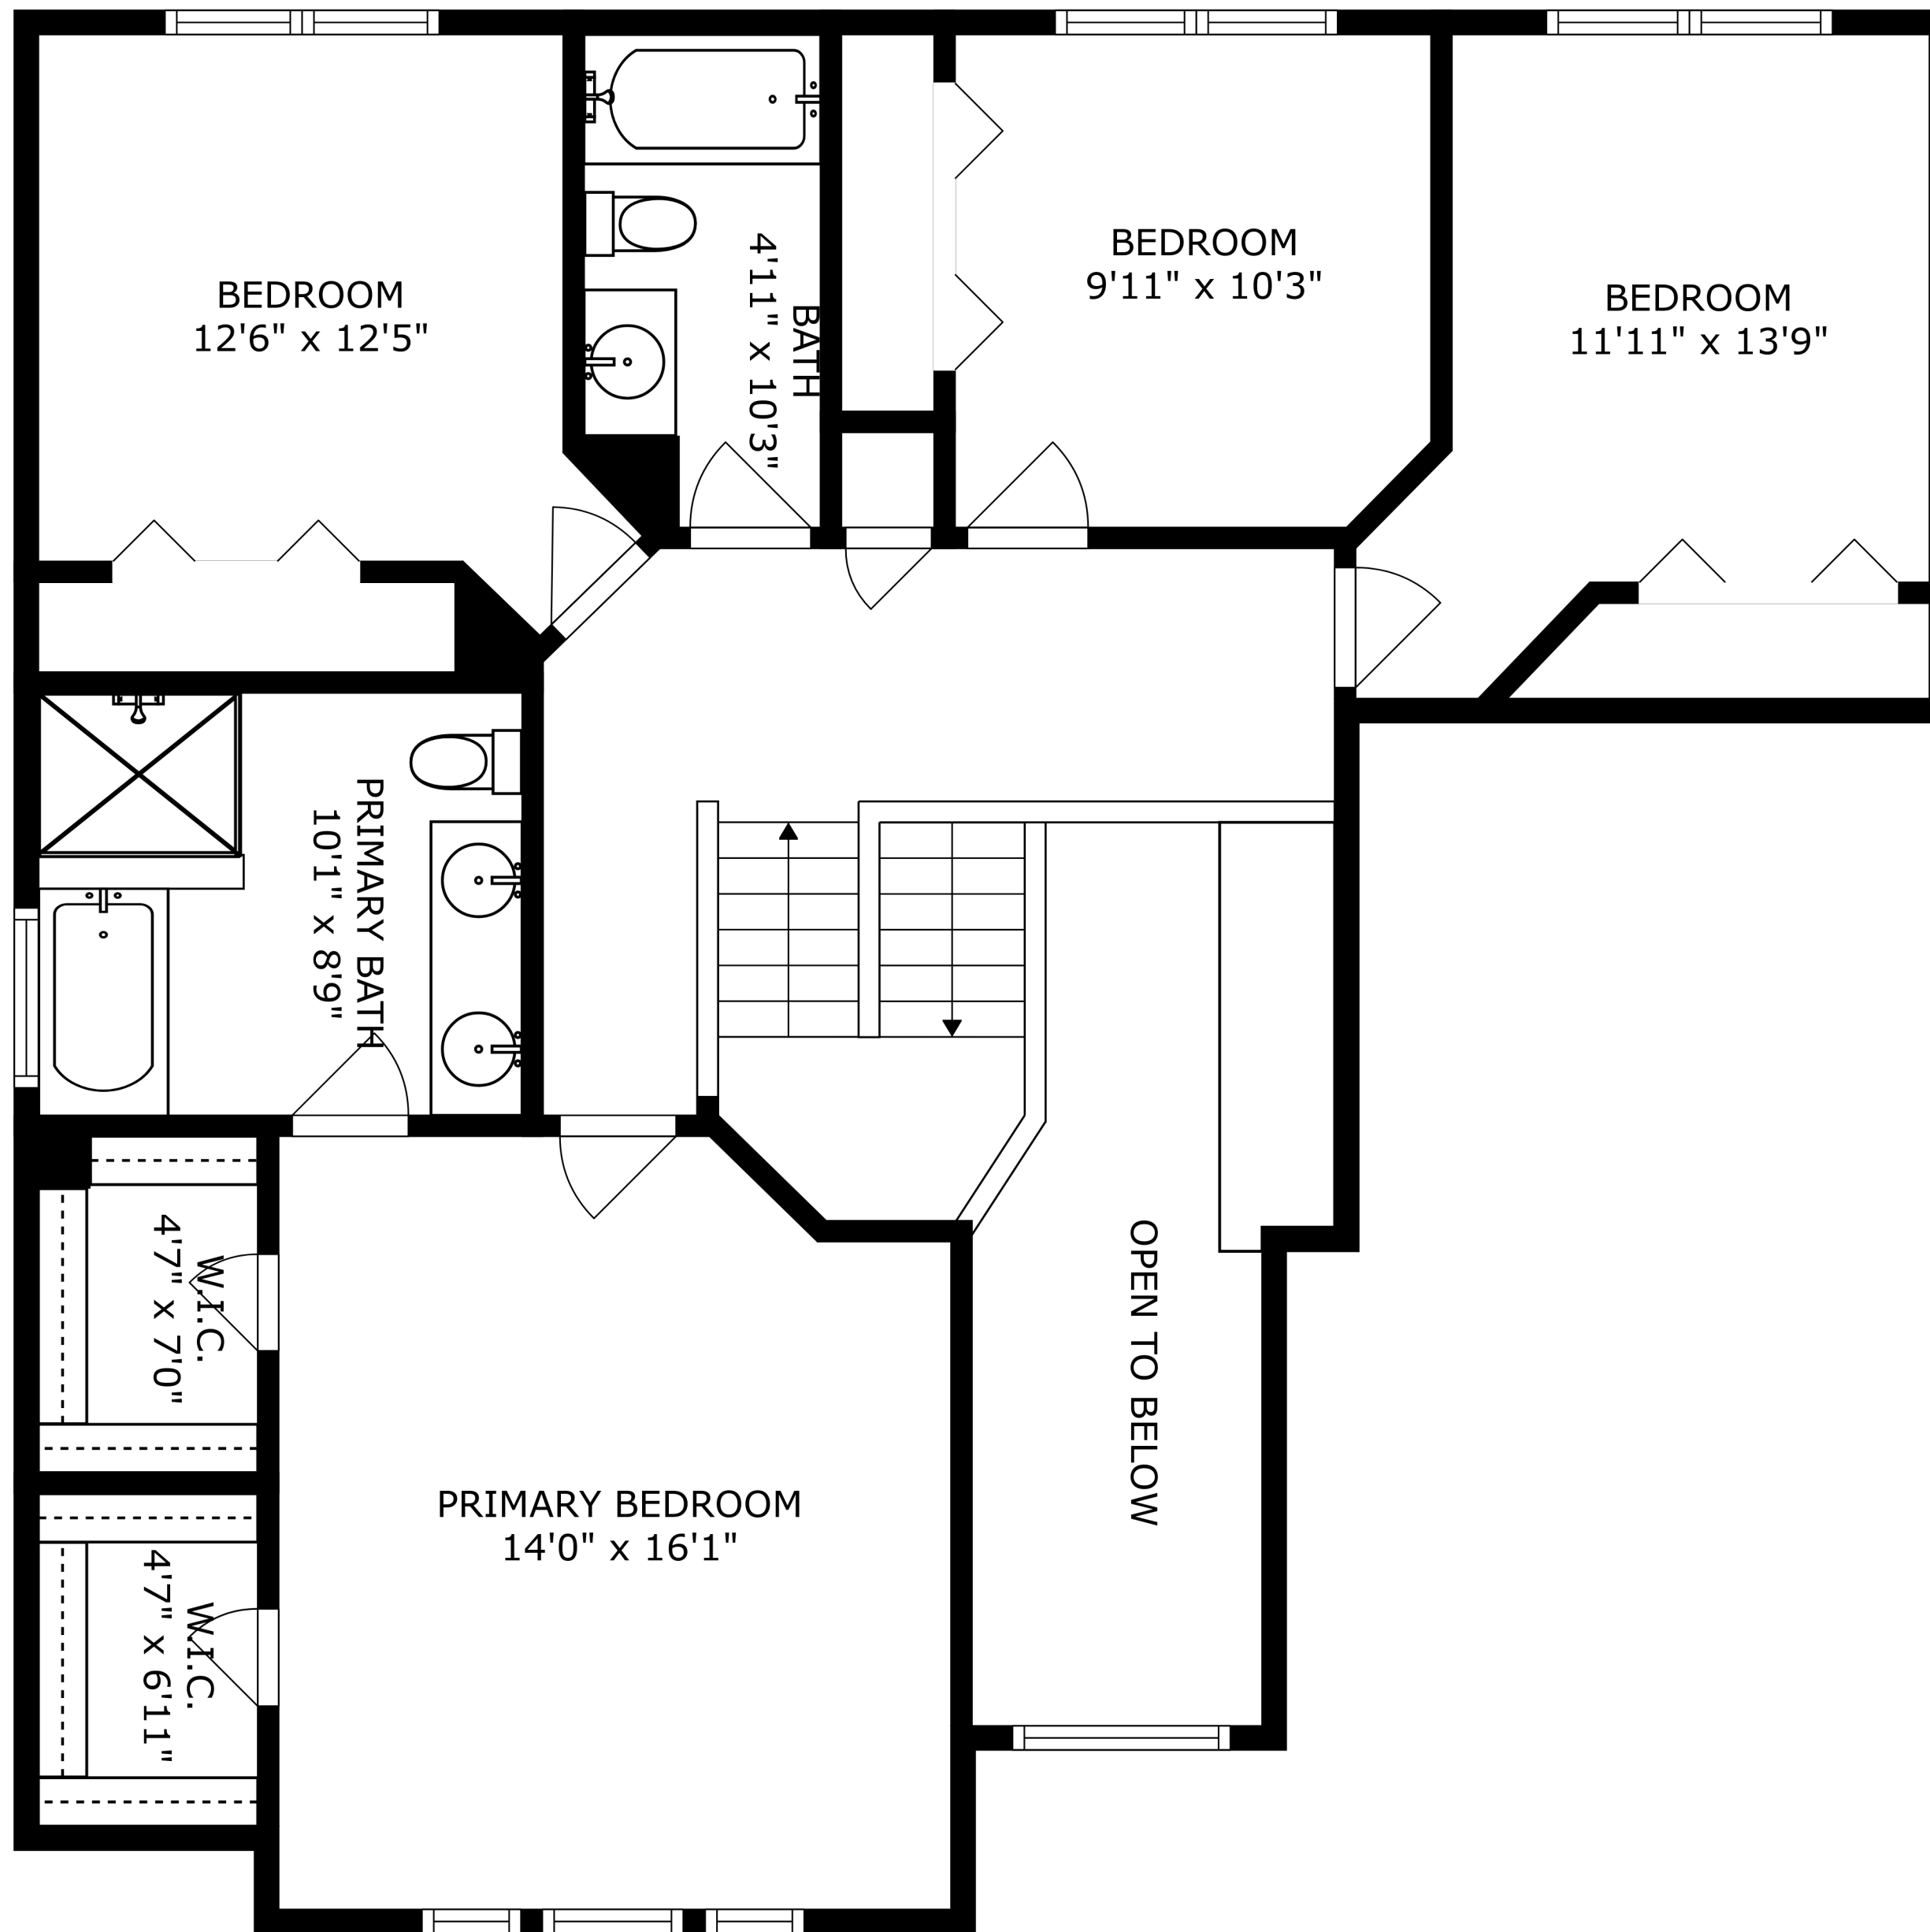 BEDROOM
12'6" x 12'5"
BATH
4'11" x 10'3"
BEDROOM
9'11" x 10'3"
BEDROOM
11'11" x 13'9"
PRIMARY BATH
10'1" x 8'9"
W.I.C.
4'7" x 7'0"
OPEN TO BELOW
PRIMARY BEDROOM
14'0" x 16'1"
W.I.C.
4'7" x 6'11"